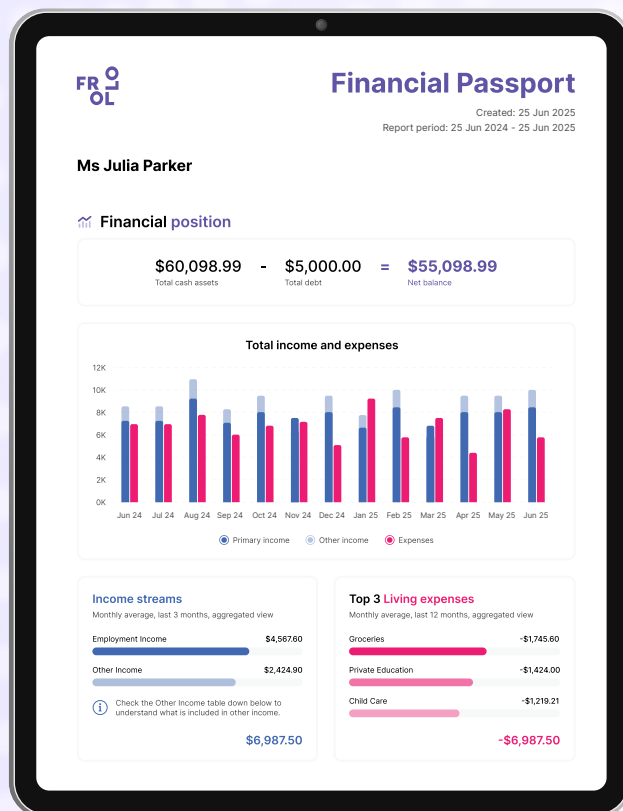 FROLLO
Financial Passport
Created: 25 Jun 2025
Report period: 25 Jun 2024 - 25 Jun 2025
Ms Julia Parker
Financial position
$60,098.99 - $5,000.00 = $55,098.99
Total cash assets Total debt Net balance
Total income and expenses
12K
10K
8K
6K
4K
2K
0K
Jun 24 Jul 24 Aug 24 Sep 24 Oct 24 Nov 24 Dec 24 Jan 25 Feb 25 Mar 25 Apr 25 May 25 Jun 25
Primary income Other income Expenses
Income streams
Monthly average, last 3 months, aggregated view
Employment Income $4,567.60
Other Income $2,424.90
i Check the Other Income table down below to
understand what is included in other income.
$6,987.50
Top 3 Living expenses
Monthly average, last 12 months, aggregated view
Groceries -$1,745.60
Private Education -$1,424.00
Child Care -$1,219.21
-$6,987.50